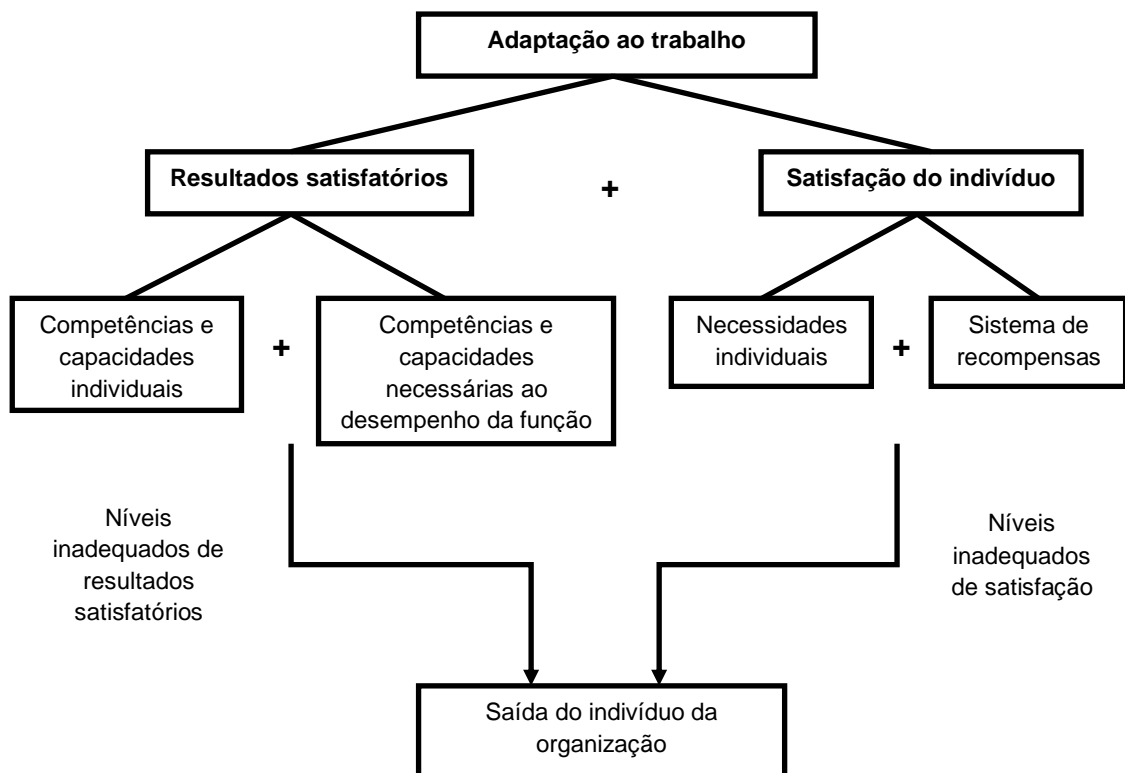 Adaptação ao trabalho
Resultados satisfatórios
+
Satisfação do indivíduo
Competências e
capacidades
individuais
+
Competências e
capacidades
necessárias ao
desempenho da função
Necessidades
individuais
+
Sistema de
recompensas
Níveis
inadequados de
resultados
satisfatórios
Níveis
inadequados
de satisfação
Saída do indivíduo da
organização